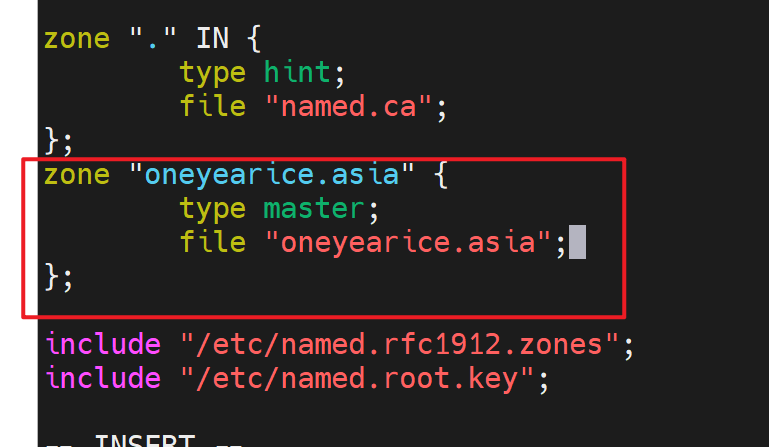 zone "." IN {
type hint;
file "named.ca";
};
zone "oneyearice.asia" {
type master;
file "oneyearice.asia";
};
include "/etc/named.rfc1912.zones";
include "/etc/named.root.key";
-- INSERT --